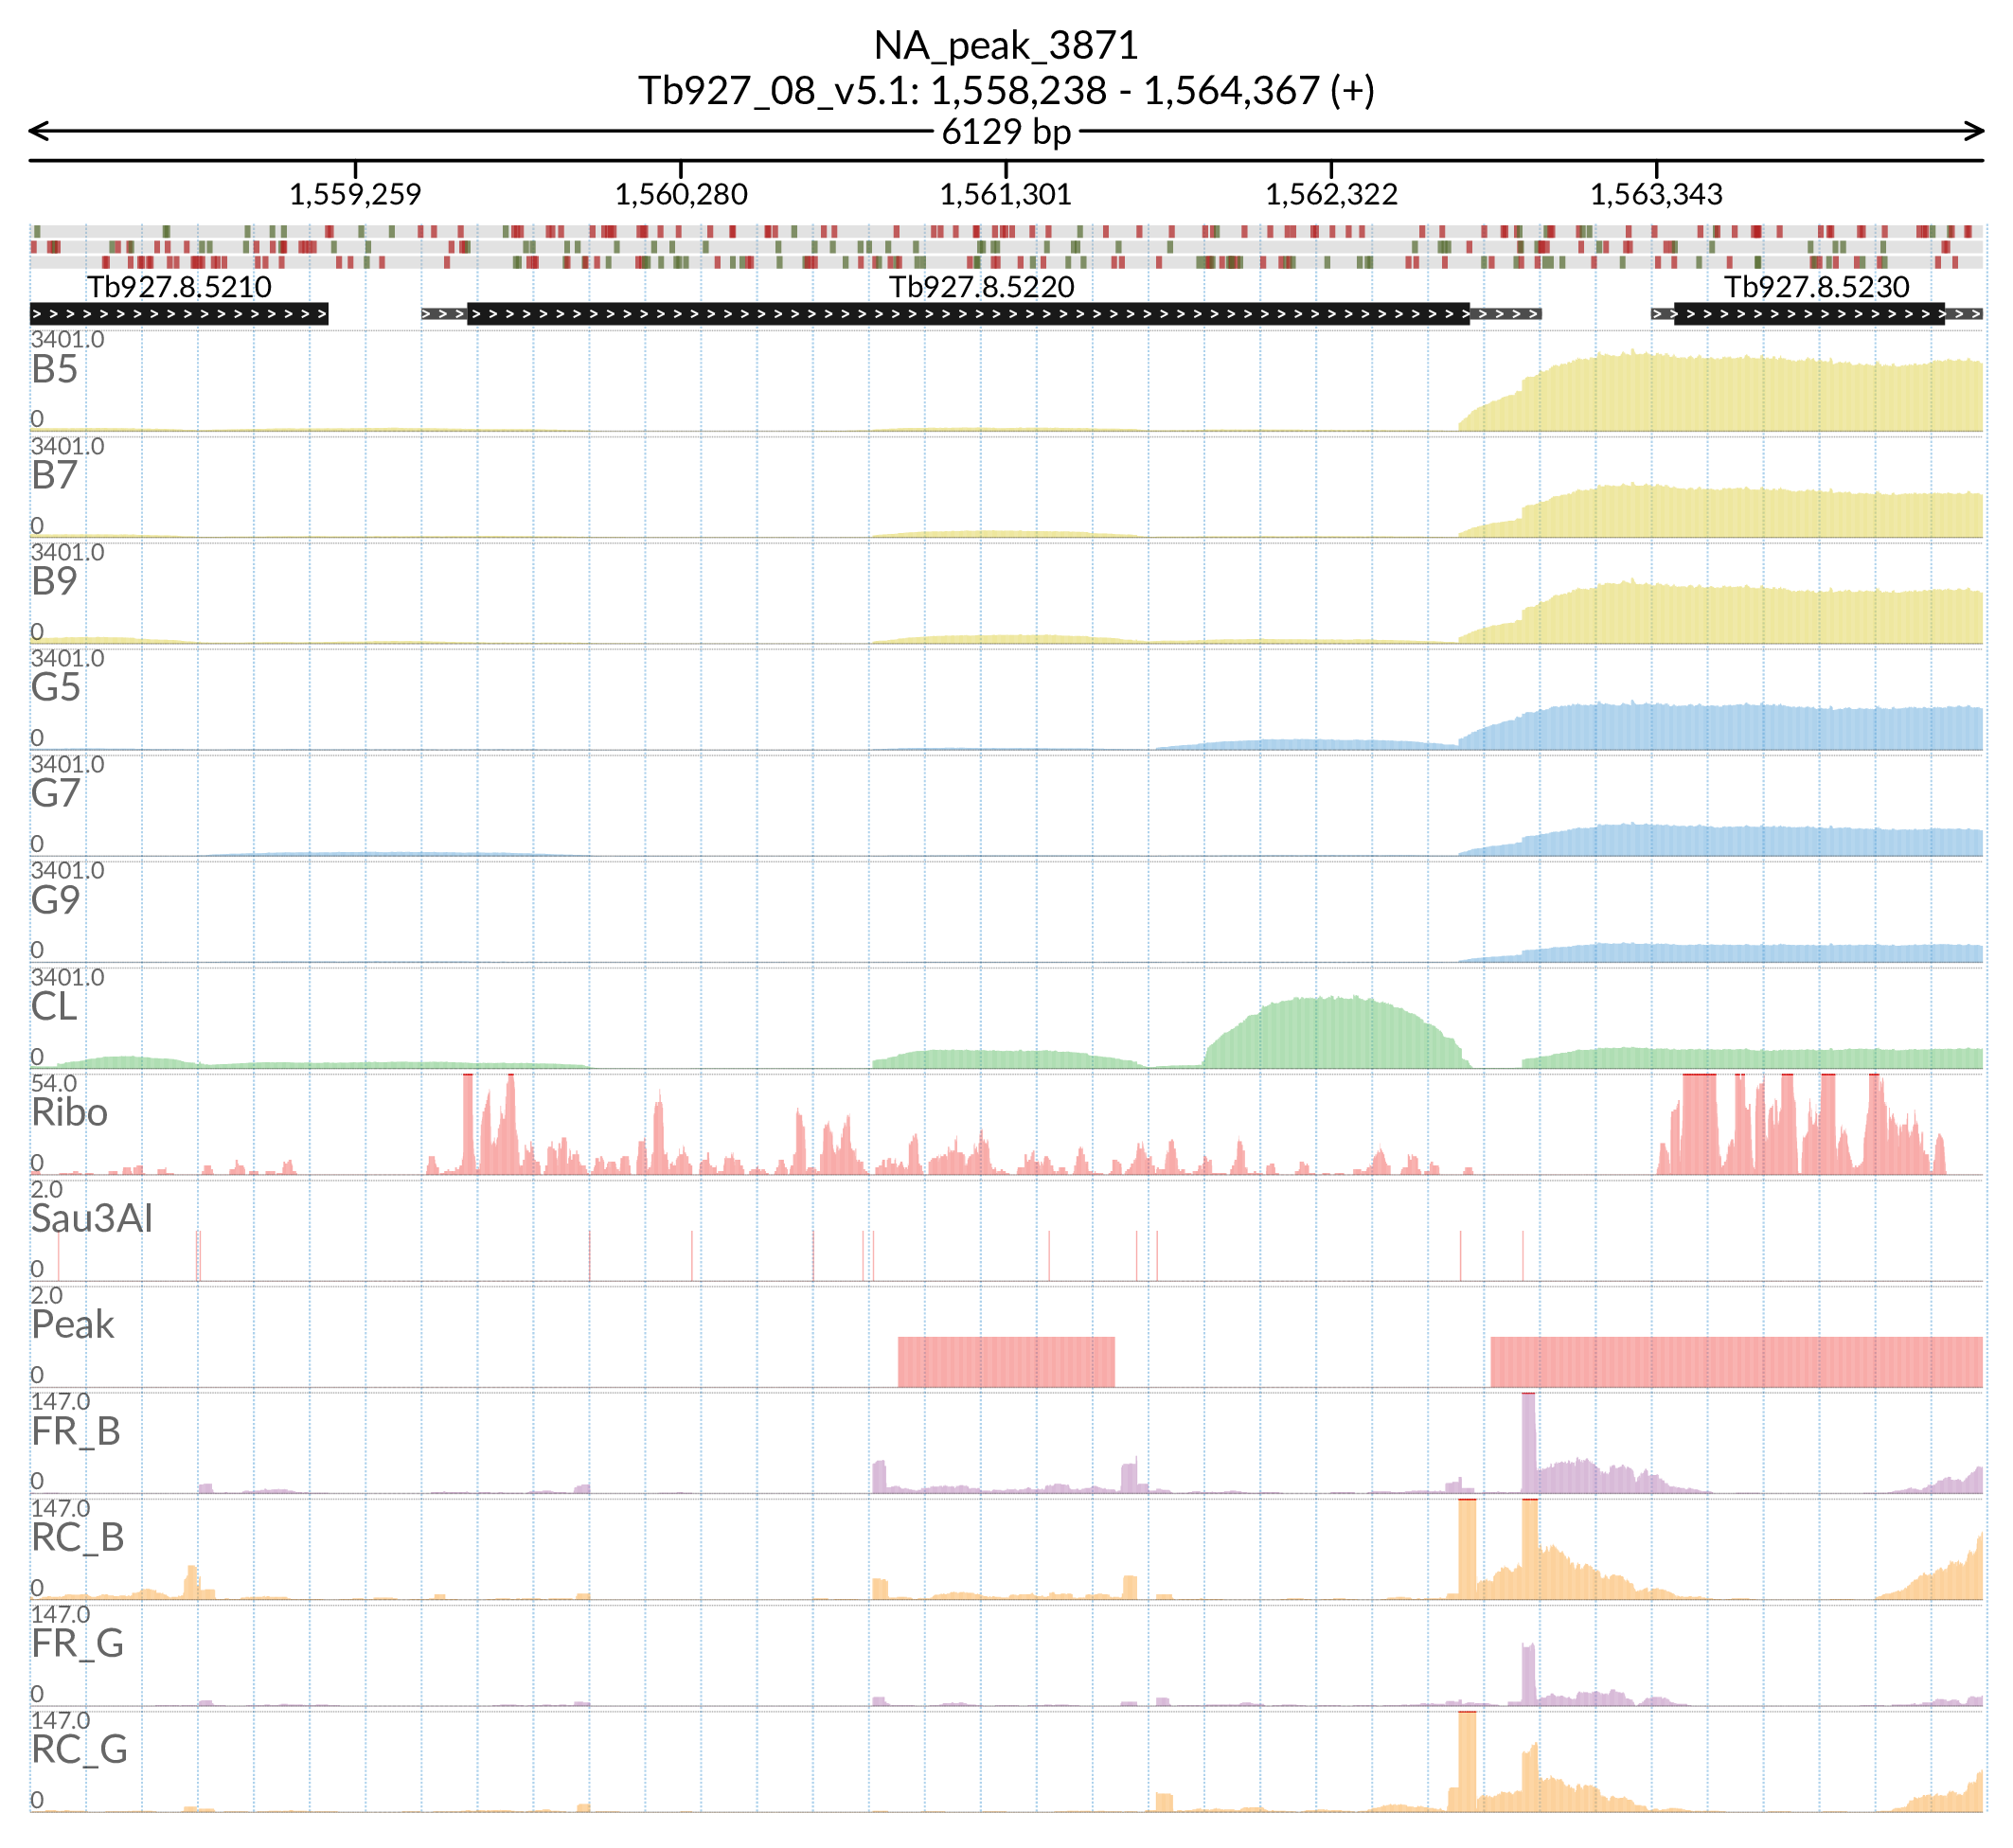 NA_peak_3871
Tb927_08_v5.1: 1,558,238 - 1,564,367 (+)
6129 bp
1,559,259 1,560,280 1,561,301 1,562,322 1,563,343
Tb927.8.5210 Tb927.8.5220 Tb927.8.5230
3401.0
B5
0
3401.0
B7
0
3401.0
B9
0
3401.0
G5
0
3401.0
G7
0
3401.0
G9
0
3401.0
CL
0
54.0
Ribo
0
2.0
Sau3AI
0
2.0
Peak
0
147.0
FR_B
0
147.0
RC_B
0
147.0
FR_G
0
147.0
RC_G
0